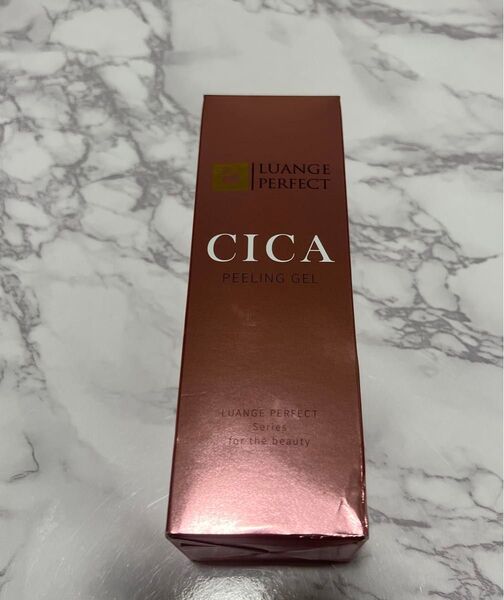 LUANGE
PERFECT
CICA
PEELING GEL
LUANGE PERFECT
Series
for the beauty